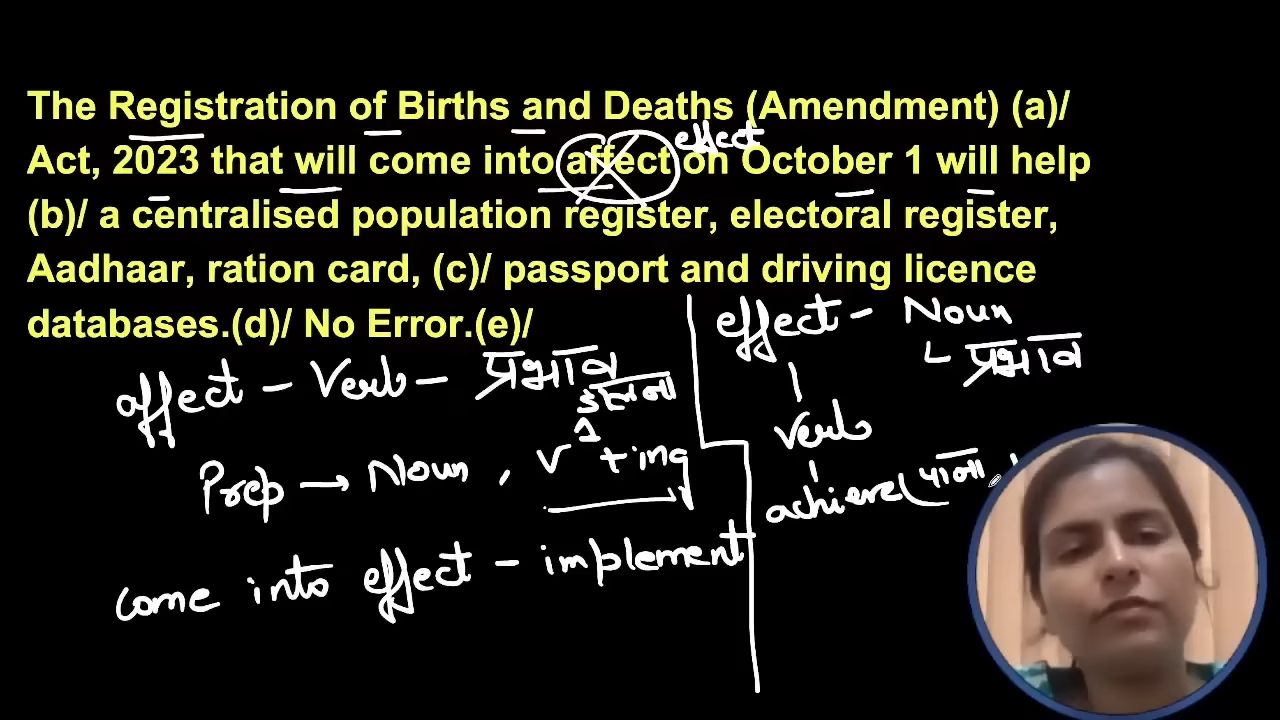 The Registration of Births and Deaths (Amendment) (a)/
effect
Act, 2023 that will come into affect on October 1 will help
(b)/ a centralised population register, electoral register,
Aadhaar, ration card, (c)/ passport and driving licence
databases.(d)/ No Error.(e)/
affect - Verb - प्रभाव
डालना
Prep → Noun, V1 + ing
come into effect - implement
effect - Noun
प्रभाव
Verb
achieve (पाना